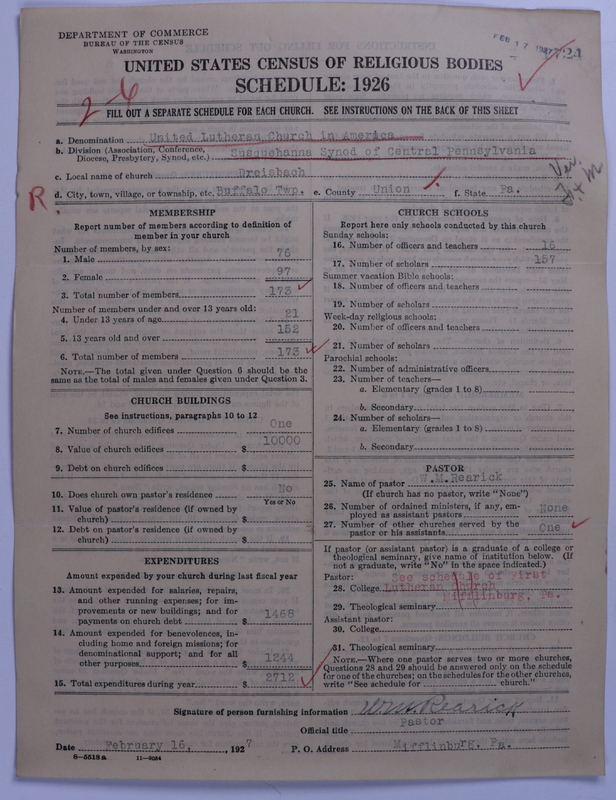 DEPARTMENT OF COMMERCE
BUREAU OF THE CENSUS
WASHINGTON
FEB 17 1927
UNITED STATES CENSUS OF RELIGIOUS BODIES
SCHEDULE: 1926
2-6
FILL OUT A SEPARATE SCHEDULE FOR EACH CHURCH. SEE INSTRUCTIONS ON THE BACK OF THIS SHEET
a. Denomination United Lutheran Church in America
b. Division (Association, Conference, Diocese, Presbytery, Synod, etc.) Susquehanna Synod of Central Pennsylvania
c. Local name of church Dreisbach
R
d. City, town, village, or township, etc. Buffalo Twp. e. County Union f. State Pa.
Ver.
MEMBERSHIP
Report number of members according to definition of
member in your church
Number of members, by sex:
1. Male 76
2. Female 97
3. Total number of members 173
Number of members under and over 13 years old:
4. Under 13 years of age 21
5. 13 years old and over 152
6. Total number of members 173
NOTE.—The total given under Question 6 should be
same as the total of males and females given under Question 3.
CHURCH BUILDINGS
See instructions, paragraphs 10 to 12
7. Number of church edifices One
8. Value of church edifices $ 10000
9. Debt on church edifices $
10. Does church own pastor's residence No
Yes or No
11. Value of pastor's residence (if owned by
church) $
12. Debt on pastor's residence (if owned by
church) $
EXPENDITURES
Amount expended by your church during last fiscal year
13. Amount expended for salaries, repairs,
and other running expenses; for im-
provements or new buildings; and for
payments on church debt $ 1468
14. Amount expended for benevolences, in-
cluding home and foreign missions; for
denominational support; and for all
other purposes $ 1244
15. Total expenditures during year $ 2712
CHURCH SCHOOLS
Report here only schools conducted by this church
Sunday schools:
16. Number of officers and teachers 16
17. Number of scholars 157
Summer vacation Bible schools:
18. Number of officers and teachers
19. Number of scholars
Week-day religious schools:
20. Number of officers and teachers
21. Number of scholars
Parochial schools:
22. Number of administrative officers
23. Number of teachers—
a. Elementary (grades 1 to 8)
b. Secondary
24. Number of scholars—
a. Elementary (grades 1 to 8)
b. Secondary
PASTOR
25. Name of pastor W.M.Rearick
(If church has no pastor, write "None")
26. Number of ordained ministers, if any, em-
ployed as assistant pastors None
27. Number of other churches served by the
pastor or his assistants One
If pastor (or assistant pastor) is a graduate of a college or
theological seminary, give name of institution below. (If
not a graduate, write "No" in the space indicated.)
Pastor: See schedule of First
28. College Lutheran Church
Mifflinburg, Pa.
29. Theological seminary
Assistant pastor:
30. College
31. Theological seminary
NOTE.—Where one pastor serves two or more churches,
Questions 28 and 29 should be answered only on the schedule
for one of the churches; on the schedules for the other churches,
write "See schedule for church."
Signature of person furnishing information W.M. Rearick
Official title Pastor
Date February 16, 1927 P. O. Address Mifflinburg, Pa.
8-5518a 11-9034